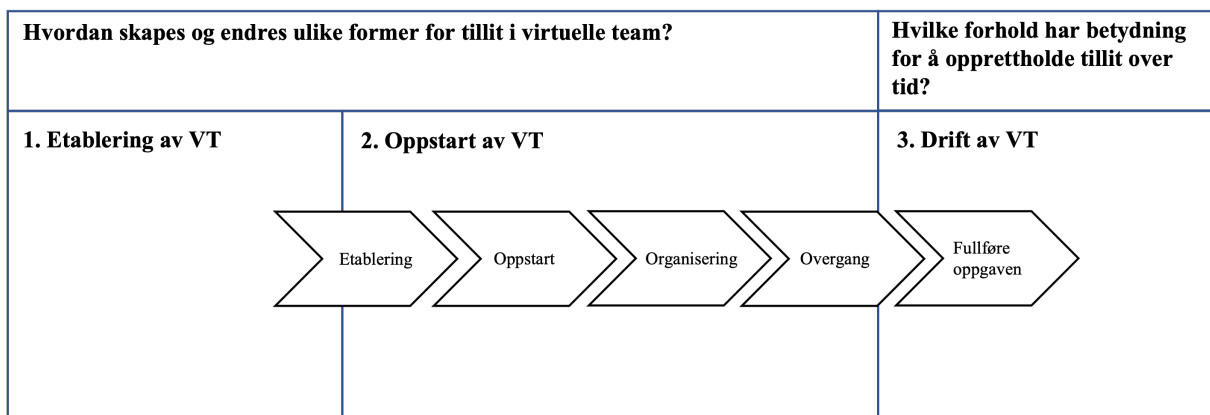 Hvordan skapes og endres ulike former for tillit i virtuelle team?
Hvilke forhold har betydning
for å opprettholde tillit over
tid?
1. Etablering av VT
2. Oppstart av VT
3. Drift av VT
Etablering
Oppstart
Organisering
Overgang
Fullføre
oppgaven